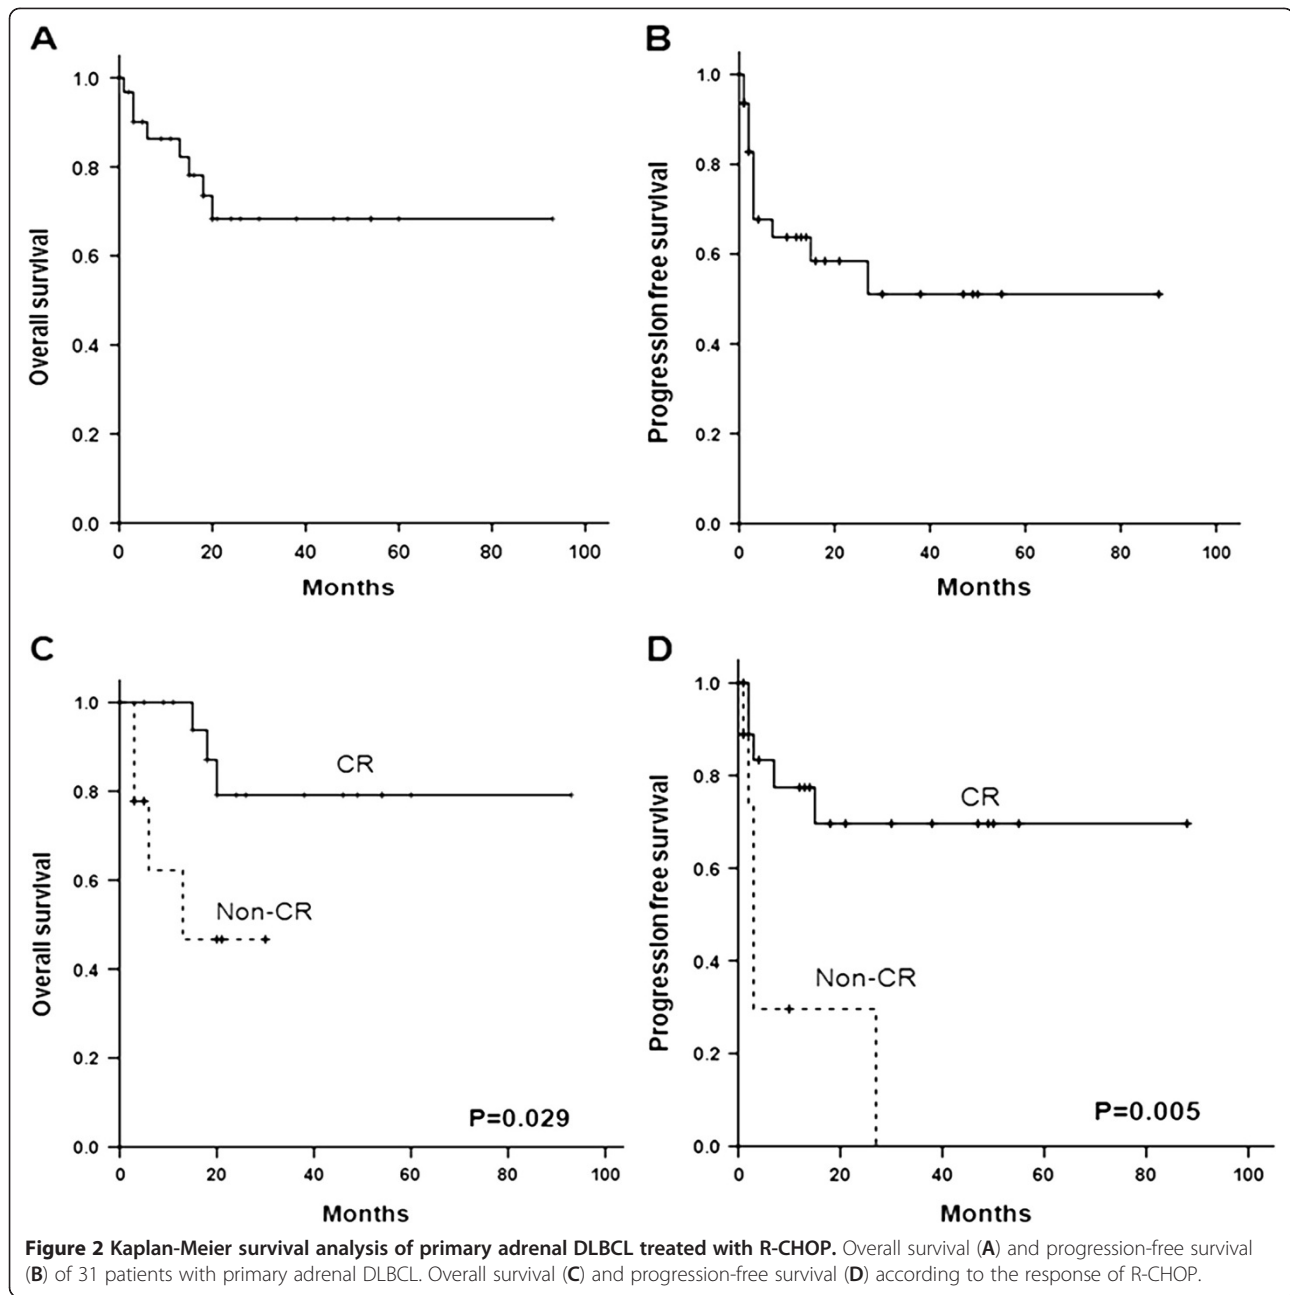 A
1.0
0.8
0.6
0.4
0.2
0.0
Overall survival
0 20 40 60 80 100
Months
B
1.0
0.8
0.6
0.4
0.2
0.0
Progression free survival
0 20 40 60 80 100
Months
C
1.0
0.8
0.6
0.4
0.2
0.0
Overall survival
CR
Non-CR
P=0.029
0 20 40 60 80 100
Months
D
1.0
0.8
0.6
0.4
0.2
0.0
Progression free survival
CR
Non-CR
P=0.005
0 20 40 60 80 100
Months
Figure 2 Kaplan-Meier survival analysis of primary adrenal DLBCL treated with R-CHOP. Overall survival (A) and progression-free survival
(B) of 31 patients with primary adrenal DLBCL. Overall survival (C) and progression-free survival (D) according to the response of R-CHOP.